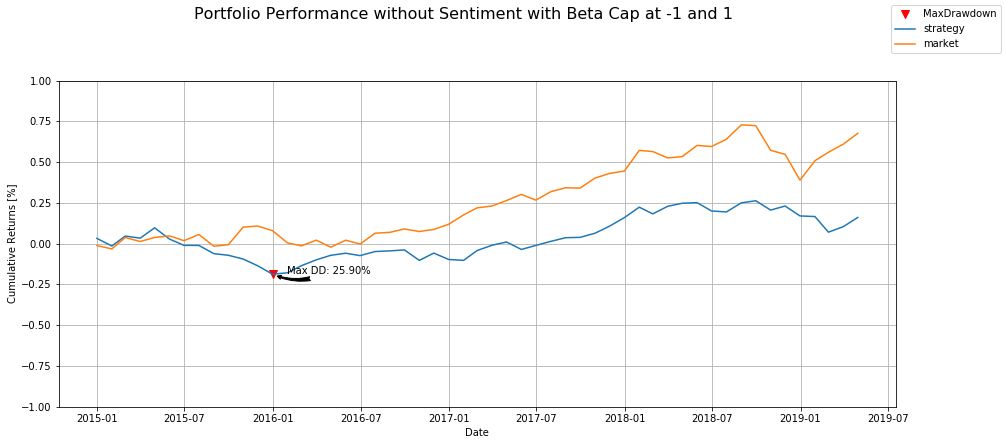 Portfolio Performance without Sentiment with Beta Cap at -1 and 1
MaxDrawdown
strategy
market
1.00
0.75
0.50
0.25
0.00
−0.25
−0.50
−0.75
−1.00
Cumulative Returns [%]
Max DD: 25.90%
2015-01 2015-07 2016-01 2016-07 2017-01 2017-07 2018-01 2018-07 2019-01 2019-07
Date